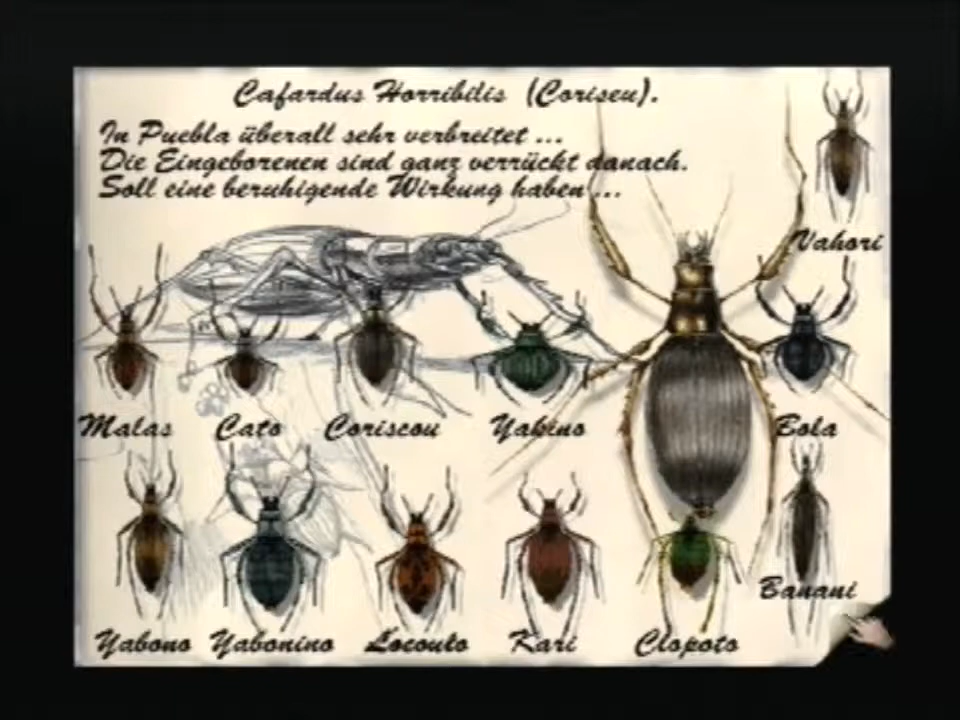 Cafardus Horribilis (Coriseu).
In Puebla überall sehr verbreitet ...
Die Eingeborenen sind ganz verrückt danach.
Soll eine beruhigende Wirkung haben ...
Vahori
Malas Cato Coriscou Yakino Bola
Banani
Yabono Yabonino Locouto Kari Clopoto